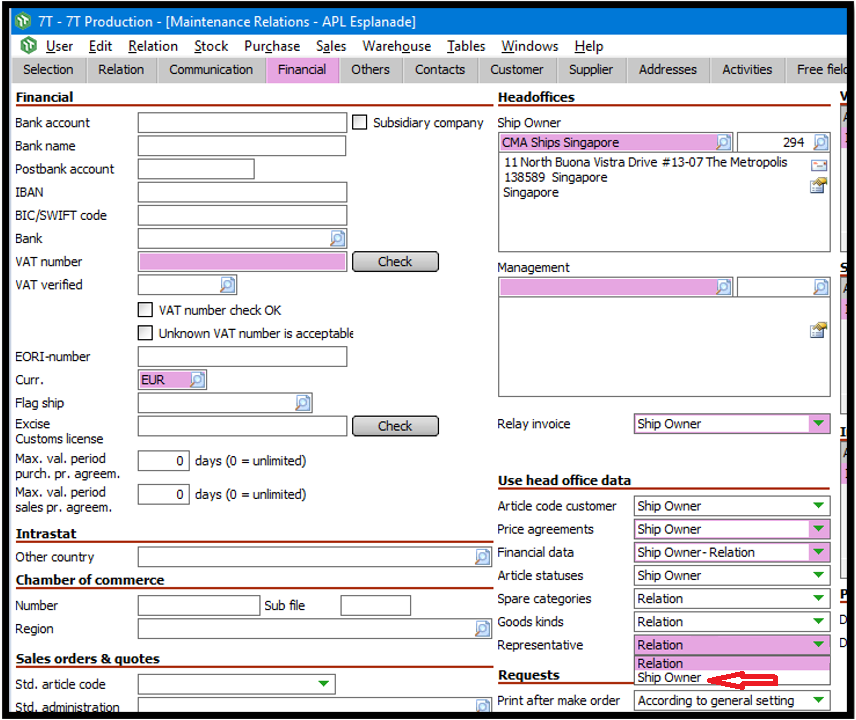 7T - 7T Production - [Maintenance Relations - APL Esplanade]
User Edit Relation Stock Purchase Sales Warehouse Tables Windows Help
Selection Relation Communication Financial Others Contacts Customer Supplier Addresses Activities Free field
Financial
Bank account
Subsidiary company
Bank name
Postbank account
IBAN
BIC/SWIFT code
Bank
VAT number Check
VAT verified
VAT number check OK
Unknown VAT number is acceptable
EORI-number
Curr. EUR
Flag ship
Excise
Customs license
Check
Max. val. period
purch. pr. agreem.
0 days (0 = unlimited)
Max. val. period
sales pr. agreem.
0 days (0 = unlimited)
Intrastat
Other country
Chamber of commerce
Number Sub file
Region
Sales orders & quotes
Std. article code
Std. administration
Headoffices
Ship Owner
CMA Ships Singapore 294
11 North Buona Vistra Drive #13-07 The Metropolis
138589 Singapore
Singapore
Management
Relay invoice Ship Owner
Use head office data
Article code customer Ship Owner
Price agreements Ship Owner
Financial data Ship Owner- Relation
Article statuses Ship Owner
Spare categories Relation
Goods kinds Relation
Representative Relation
Relation
Ship Owner
Requests
Print after make order According to general setting